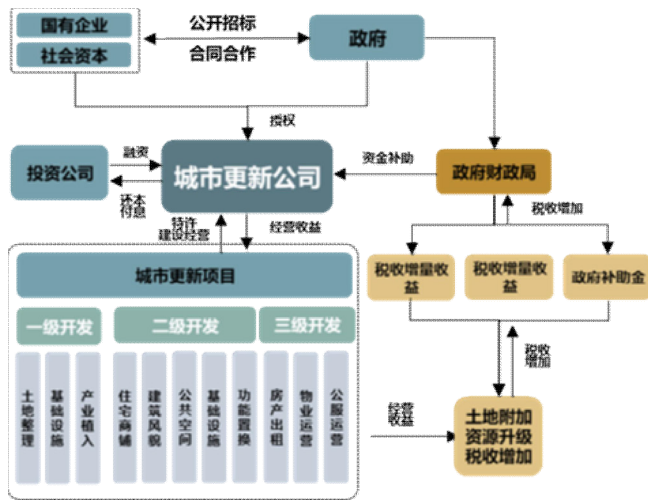 国有企业
社会资本
公开招标
合同合作
政府
授权
投资公司
融资
还本
付息
城市更新公司
资金补助
政府财政局
特许
建设经营
经营收益
税收增加
城市更新项目
税收增量收
益
税收增量收
益
政府补助金
一级开发
二级开发
三级开发
土地整理
基础设施
产业植入
住宅商铺
建筑风貌
公共空间
基础设施
功能置换
房产出租
物业运营
公服运营
税收
增加
经营
收益
土地附加
资源升级
税收增加